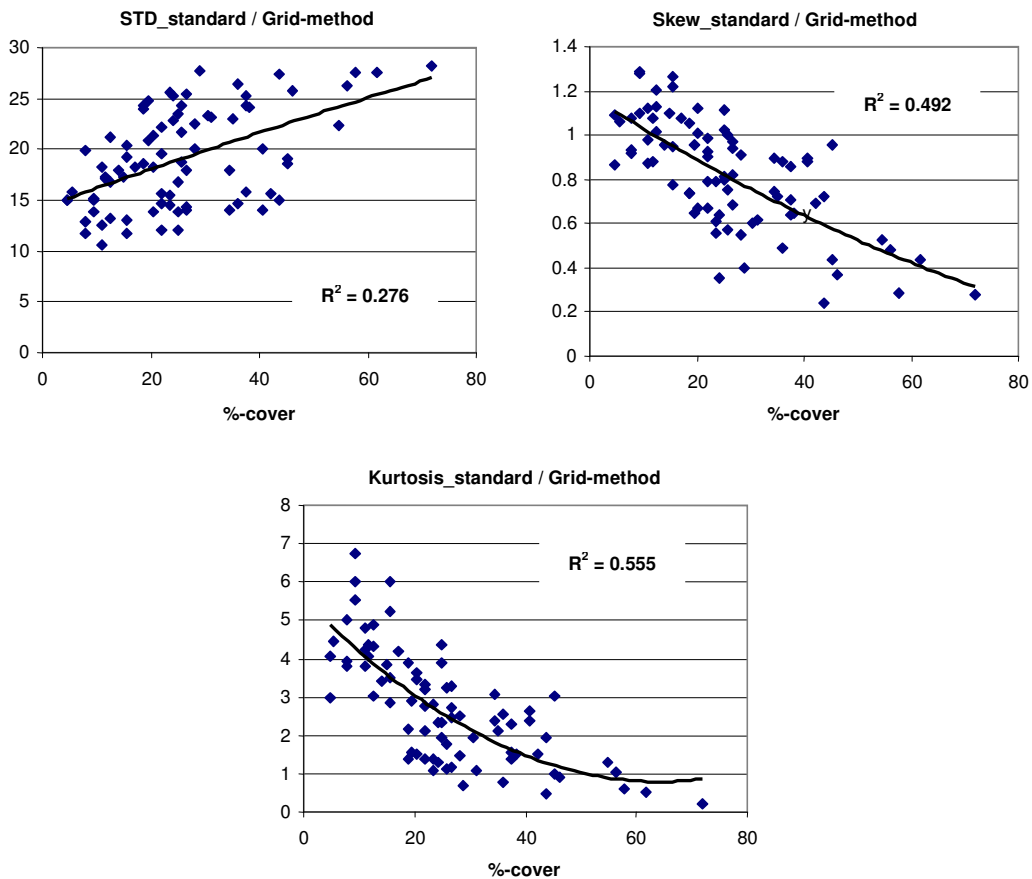 STD_standard / Grid-method
30
25
20
15
10
5
0
R² = 0.276
0 20 40 60 80
%-cover
Skew_standard / Grid-method
1.4
1.2
1
0.8
0.6
0.4
0.2
0
R² = 0.492
y
0 20 40 60 80
%-cover
Kurtosis_standard / Grid-method
8
7
6
5
4
3
2
1
0
R² = 0.555
0 20 40 60 80
%-cover